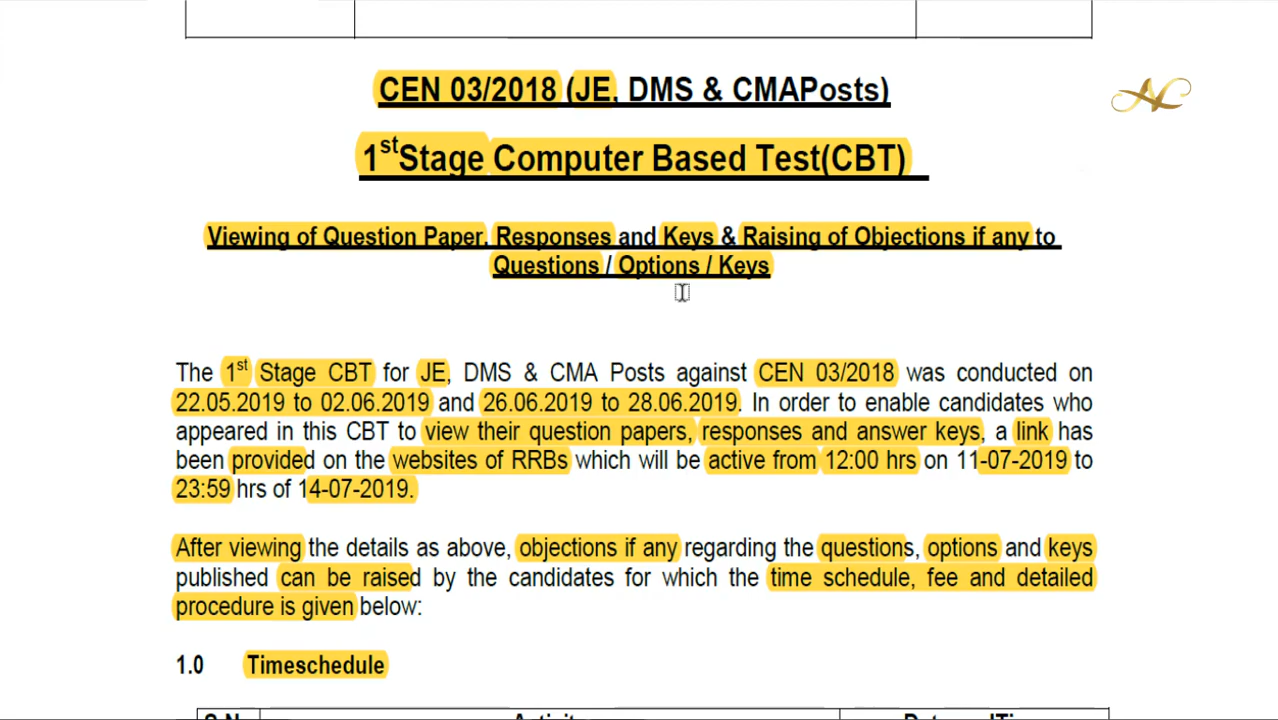 CEN 03/2018 (JE, DMS & CMAPosts)
1stStage Computer Based Test(CBT)
Viewing of Question Paper, Responses and Keys & Raising of Objections if any to
Questions / Options / Keys
The 1st Stage CBT for JE, DMS & CMA Posts against CEN 03/2018 was conducted on
22.05.2019 to 02.06.2019 and 26.06.2019 to 28.06.2019. In order to enable candidates who
appeared in this CBT to view their question papers, responses and answer keys, a link has
been provided on the websites of RRBs which will be active from 12:00 hrs on 11-07-2019 to
23:59 hrs of 14-07-2019.
After viewing the details as above, objections if any regarding the questions, options and keys
published can be raised by the candidates for which the time schedule, fee and detailed
procedure is given below:
1.0 Timeschedule